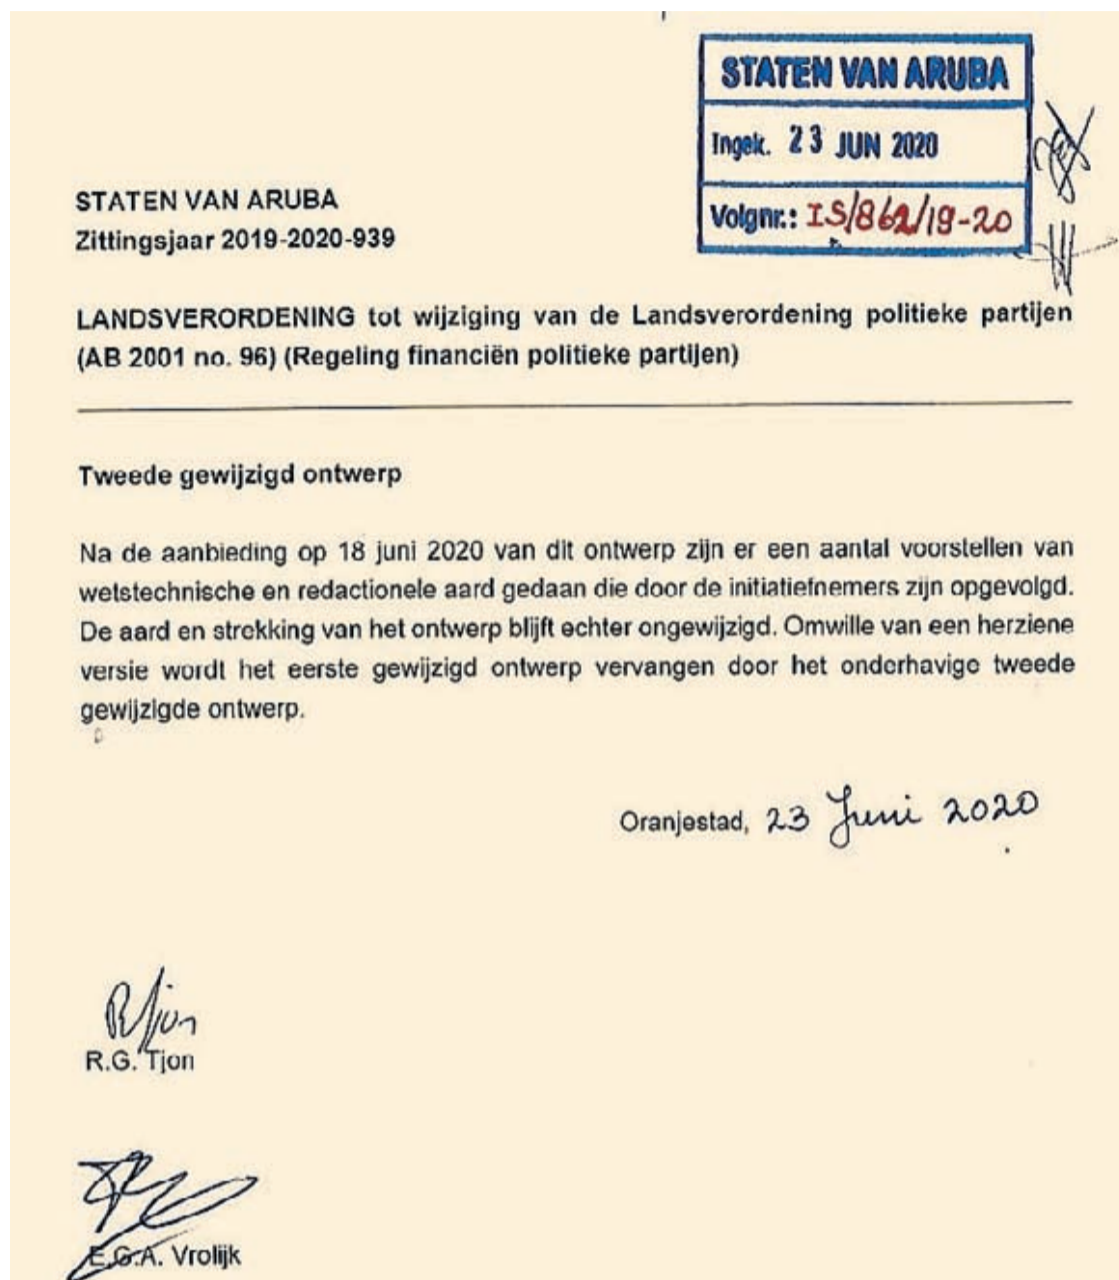 STATEN VAN ARUBA
Ingek. 23 JUN 2020
Volgnr.: IS/862/19-20
STATEN VAN ARUBA
Zittingsjaar 2019-2020-939
LANDSVERORDENING tot wijziging van de Landsverordening politieke partijen
(AB 2001 no. 96) (Regeling financiën politieke partijen)
Tweede gewijzigd ontwerp
Na de aanbieding op 18 juni 2020 van dit ontwerp zijn er een aantal voorstellen van
wetstechnische en redactionele aard gedaan die door de initiatiefnemers zijn opgevolgd.
De aard en strekking van het ontwerp blijft echter ongewijzigd. Omwille van een herziene
versie wordt het eerste gewijzigd ontwerp vervangen door het onderhavige tweede
gewijzigde ontwerp.
Oranjestad, 23 Juni 2020
RTjon
R.G. Tjon
E.G.A. Vrolijk